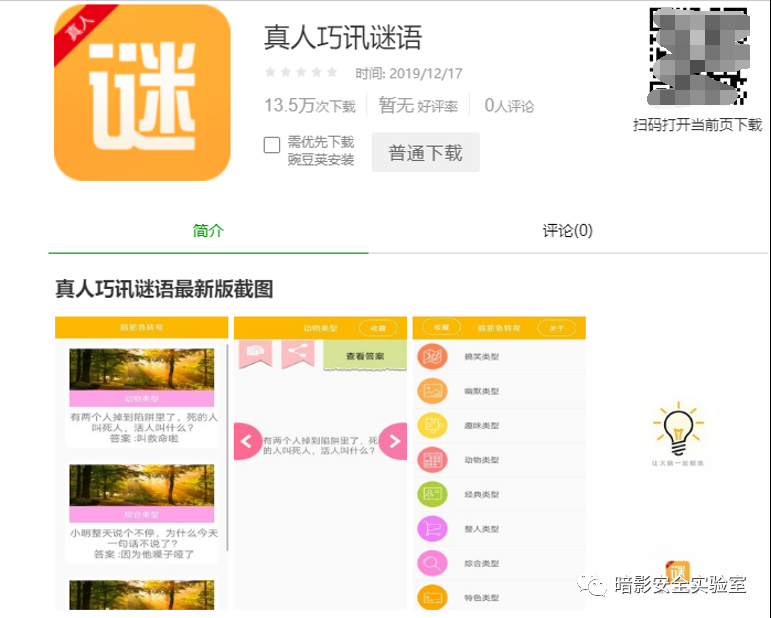 真人
谜
真人巧讯谜语
时间: 2019/12/17
13.5万次下载
暂无 好评率
0人评论
需优先下载
豌豆荚安装
普通下载
扫码打开当前页下载
简介
评论(0)
真人巧讯谜语最新版截图
脑筋急转弯
动物类型
有两个人掉到陷阱里了，死的人
叫死人，活人叫什么？
答案 :叫救命啦
综合类型
小明整天说个不停，为什么今天
一句话不说了？
答案 :因为他嗓子哑了
动物类型
收藏
查看答案
有两个人掉到陷阱里了，死
的人叫死人，活人叫什么？
收藏
脑筋急转弯
关于
搞笑类型
幽默类型
趣味类型
动物类型
经典类型
整人类型
综合类型
特色类型
谜
暗影安全实验室